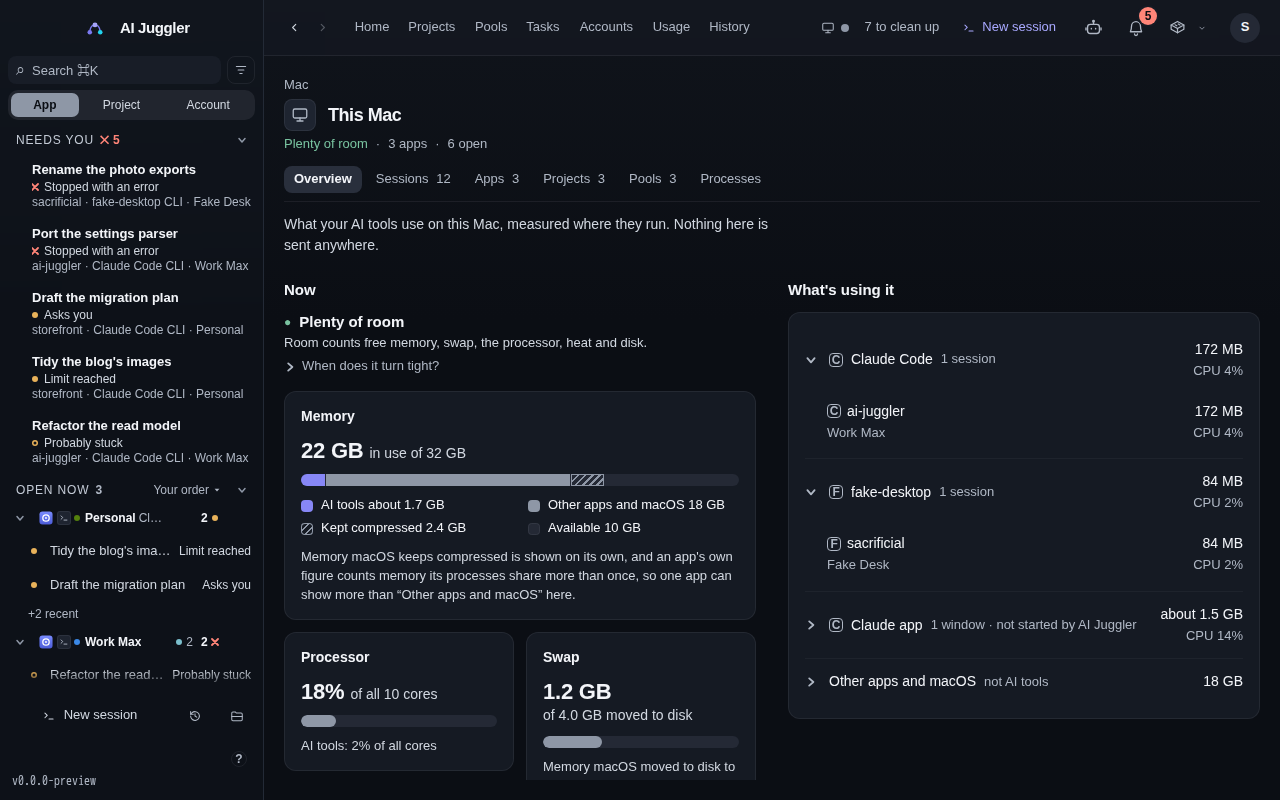 AI Juggler
Search ⌘K
App Project Account
NEEDS YOU 5
Rename the photo exports
Stopped with an error
sacrificial · fake-desktop CLI · Fake Desk
Port the settings parser
Stopped with an error
ai-juggler · Claude Code CLI · Work Max
Draft the migration plan
Asks you
storefront · Claude Code CLI · Personal
Tidy the blog's images
Limit reached
storefront · Claude Code CLI · Personal
Refactor the read model
Probably stuck
ai-juggler · Claude Code CLI · Work Max
OPEN NOW 3 Your order
Personal Cl… 2
Tidy the blog's ima… Limit reached
Draft the migration plan Asks you
+2 recent
Work Max 2 2
Refactor the read… Probably stuck
New session
?
v0.0.0-preview
Home Projects Pools Tasks Accounts Usage History
7 to clean up
New session
5
S
Mac
This Mac
Plenty of room · 3 apps · 6 open
Overview Sessions 12 Apps 3 Projects 3 Pools 3 Processes
What your AI tools use on this Mac, measured where they run. Nothing here is
sent anywhere.
Now
Plenty of room
Room counts free memory, swap, the processor, heat and disk.
When does it turn tight?
Memory
22 GB in use of 32 GB
AI tools about 1.7 GB
Other apps and macOS 18 GB
Kept compressed 2.4 GB
Available 10 GB
Memory macOS keeps compressed is shown on its own, and an app's own
figure counts memory its processes share more than once, so one app can
show more than “Other apps and macOS” here.
Processor
18% of all 10 cores
AI tools: 2% of all cores
Swap
1.2 GB
of 4.0 GB moved to disk
Memory macOS moved to disk to
What's using it
C Claude Code 1 session 172 MB
CPU 4%
C ai-juggler 172 MB
Work Max CPU 4%
F fake-desktop 1 session 84 MB
CPU 2%
F sacrificial 84 MB
Fake Desk CPU 2%
C Claude app 1 window · not started by AI Juggler about 1.5 GB
CPU 14%
Other apps and macOS not AI tools 18 GB